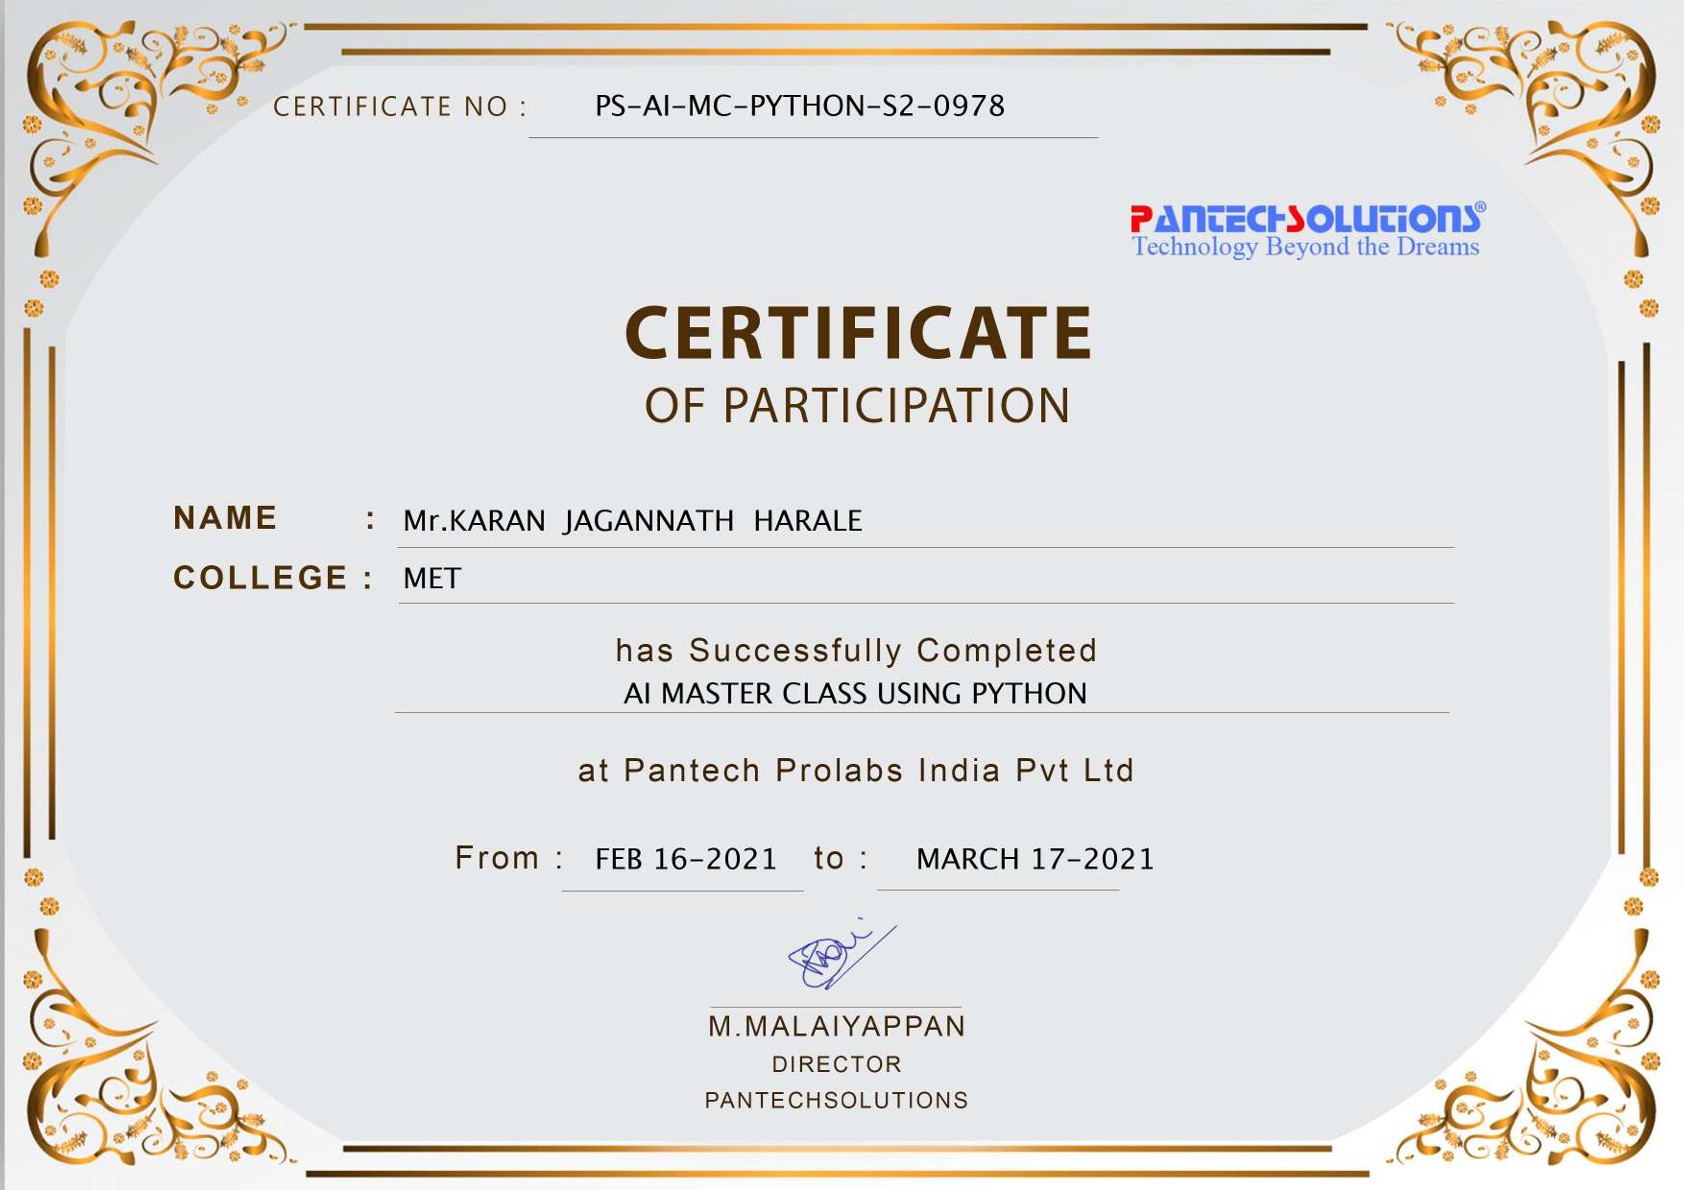 CERTIFICATE NO : PS-AI-MC-PYTHON-S2-0978
PANTECHSOLUTIONS®
Technology Beyond the Dreams
CERTIFICATE
OF PARTICIPATION
NAME : Mr.KARAN JAGANNATH HARALE
COLLEGE : MET
has Successfully Completed
AI MASTER CLASS USING PYTHON
at Pantech Prolabs India Pvt Ltd
From : FEB 16-2021 to : MARCH 17-2021
M.MALAIYAPPAN
DIRECTOR
PANTECHSOLUTIONS